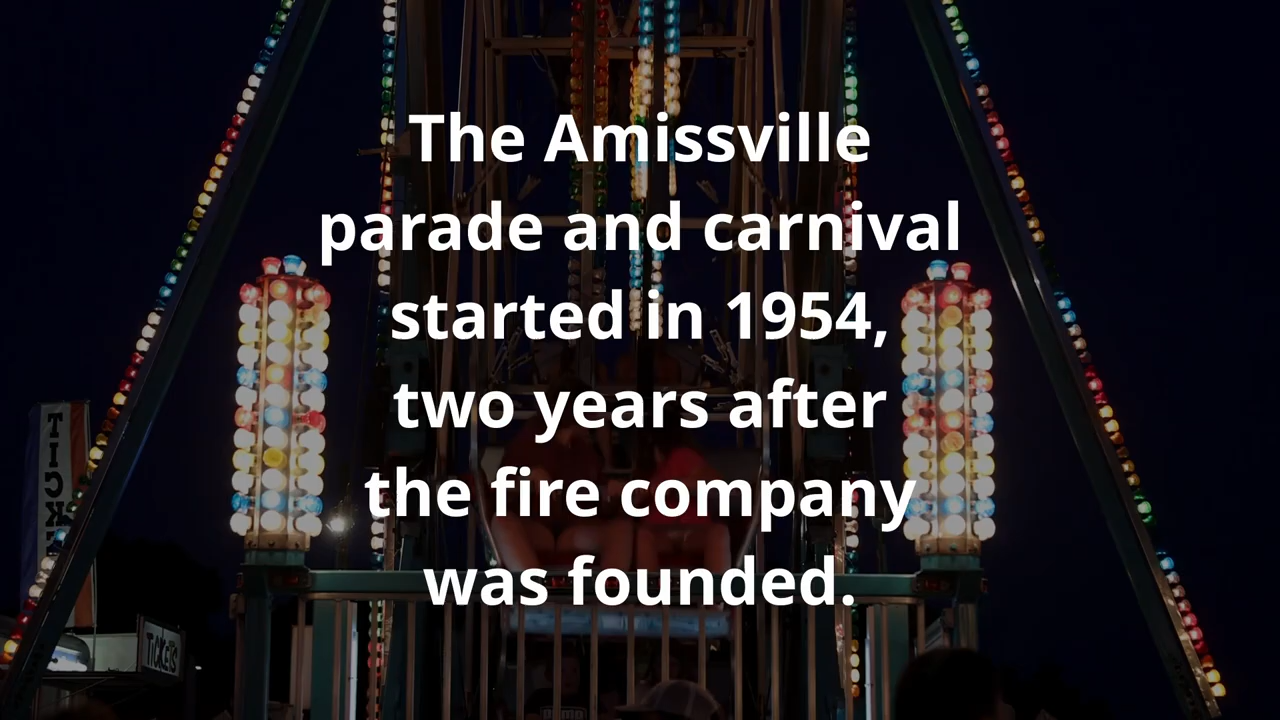 The Amissville
parade and carnival
started in 1954,
two years after
the fire company
was founded.
TICKETS